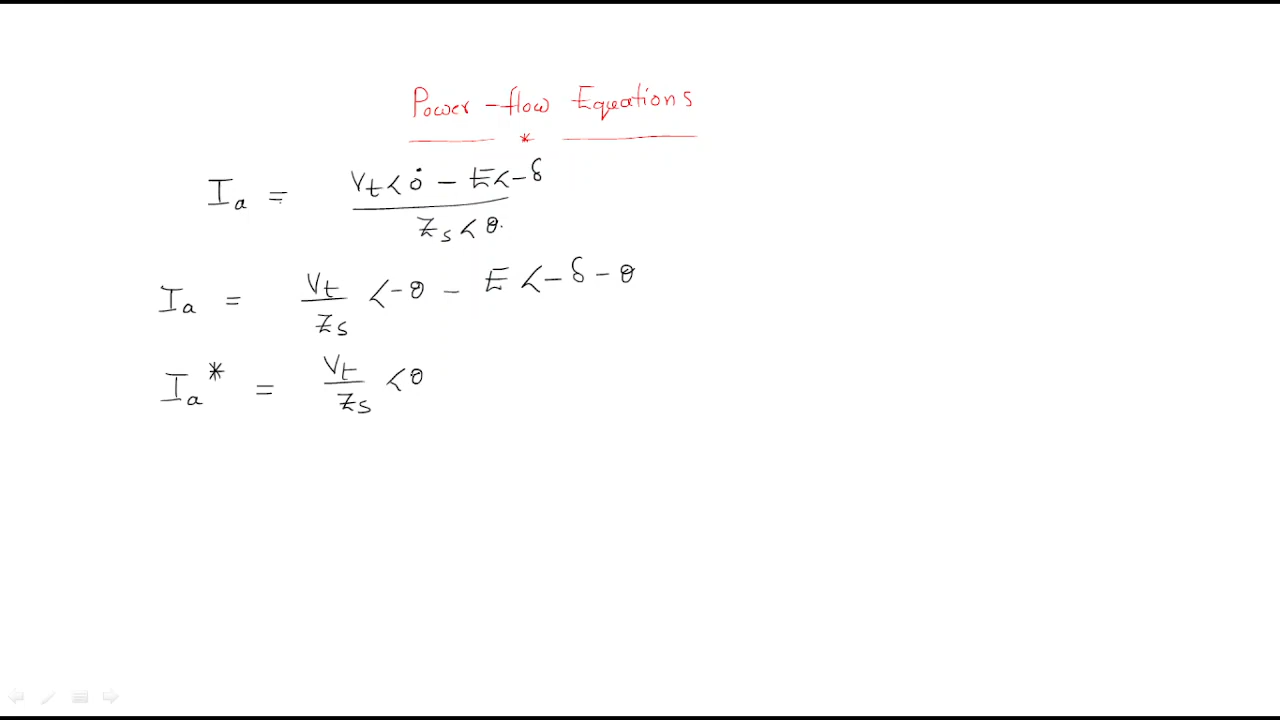 Power-flow Equations
*
Ia = Vt<0° - E<-δ
Zs<θ.
Ia = Vt/Zs <-θ - E<-δ-θ
Ia* = Vt/Zs <θ